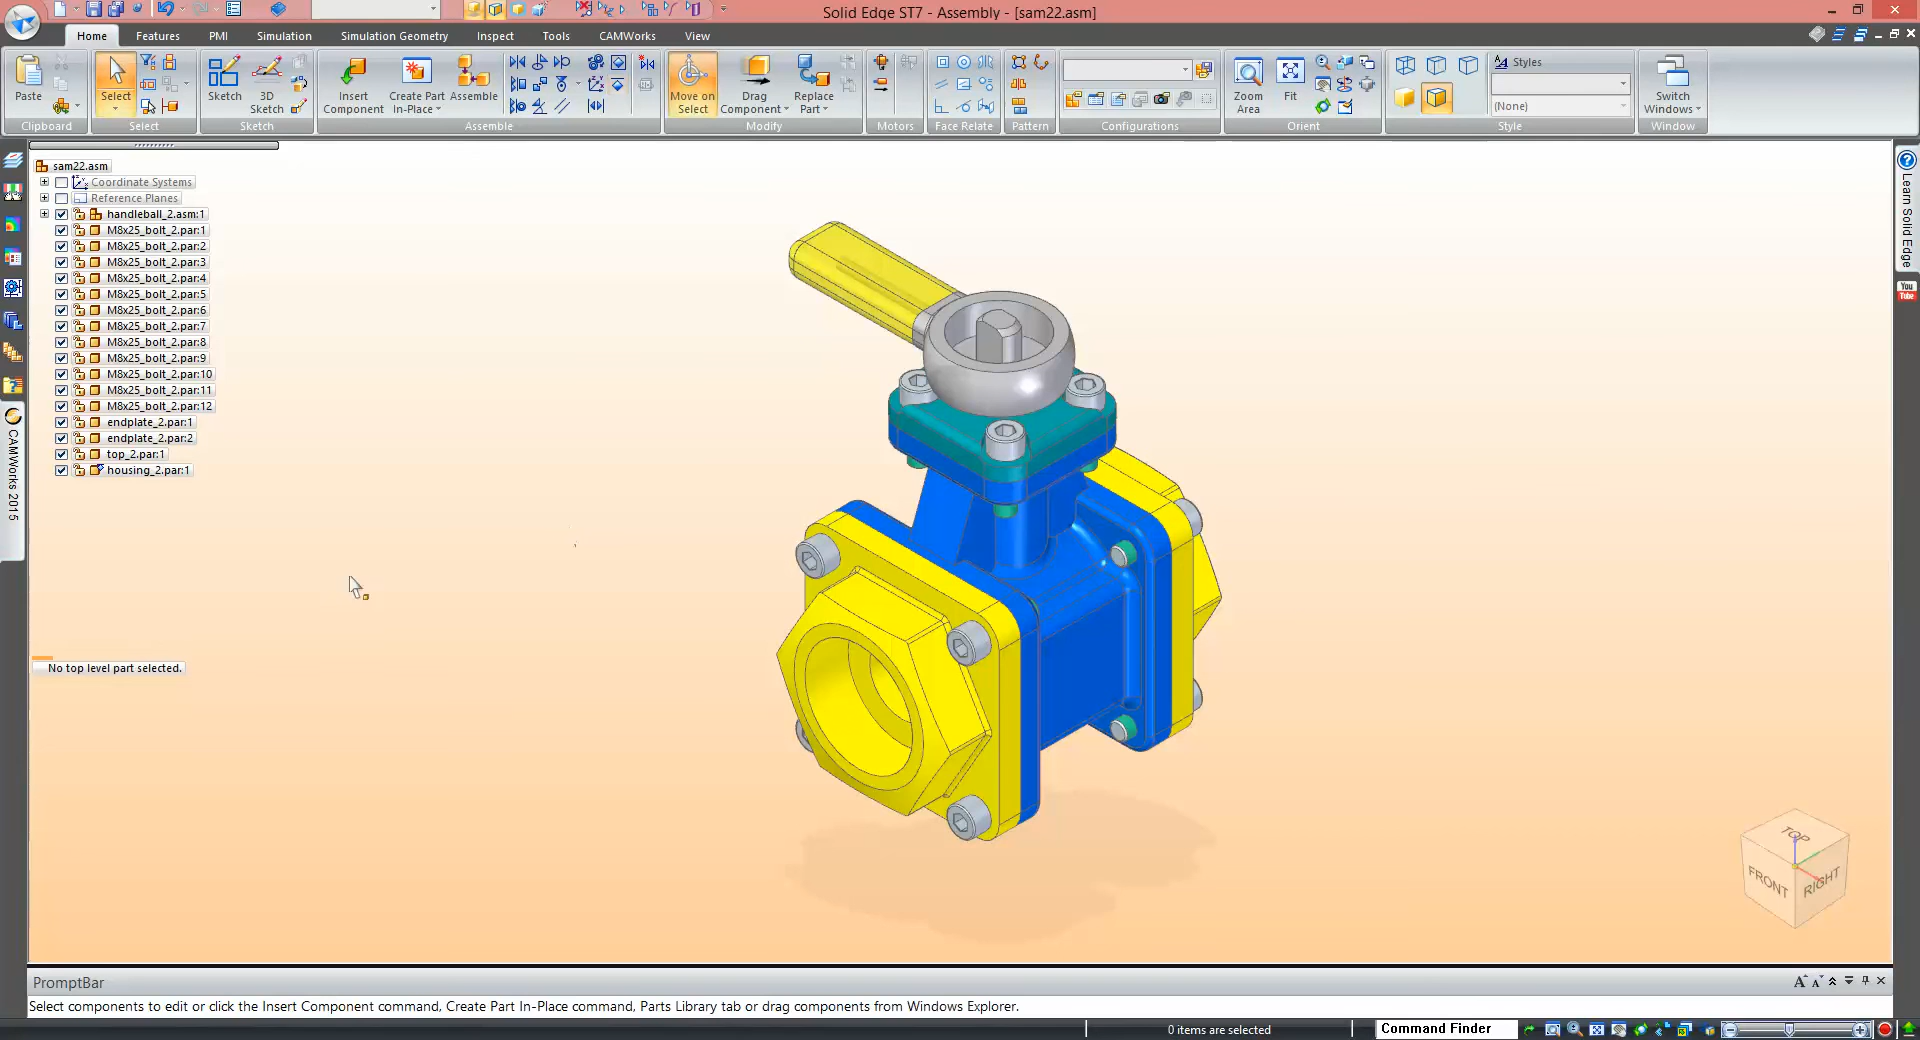 Solid Edge ST7 - Assembly - [sam22.asm]
Home Features PMI Simulation Simulation Geometry Inspect Tools CAMWorks View
Paste
Clipboard
Select
Select
Sketch
3D Sketch
Sketch
Insert Component
Create Part In-Place
Assemble
Assemble
Move on Select
Drag Component
Replace Part
Modify
Motors
Face Relate
Pattern
Configurations
Zoom Area
Fit
Orient
Styles
(None)
Style
Switch Windows
Window
sam22.asm
Coordinate Systems
Reference Planes
handleball_2.asm:1
M8x25_bolt_2.par:1
M8x25_bolt_2.par:2
M8x25_bolt_2.par:3
M8x25_bolt_2.par:4
M8x25_bolt_2.par:5
M8x25_bolt_2.par:6
M8x25_bolt_2.par:7
M8x25_bolt_2.par:8
M8x25_bolt_2.par:9
M8x25_bolt_2.par:10
M8x25_bolt_2.par:11
M8x25_bolt_2.par:12
endplate_2.par:1
endplate_2.par:2
top_2.par:1
housing_2.par:1
CAMWorks 2015
No top level part selected.
Learn Solid Edge
You Tube
TOP
FRONT
RIGHT
PromptBar
Select components to edit or click the Insert Component command, Create Part In-Place command, Parts Library tab or drag components from Windows Explorer.
0 items are selected
Command Finder